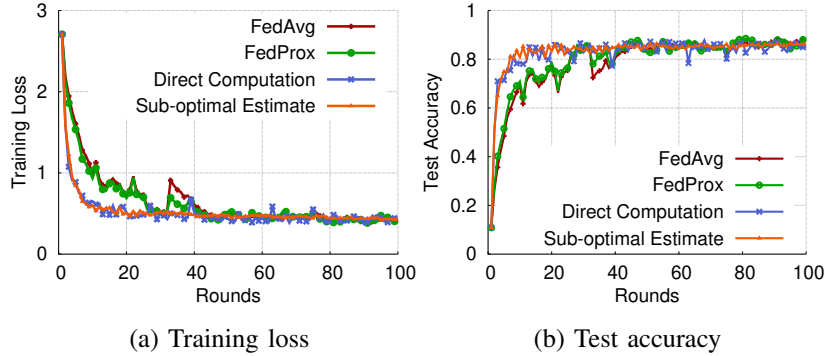 3
2
1
0
0
20
40
60
80
100
Training Loss
Rounds
FedAvg
FedProx
Direct Computation
Sub-optimal Estimate
(a) Training loss
1
0.8
0.6
0.4
0.2
0
0
20
40
60
80
100
Test Accuracy
Rounds
FedAvg
FedProx
Direct Computation
Sub-optimal Estimate
(b) Test accuracy